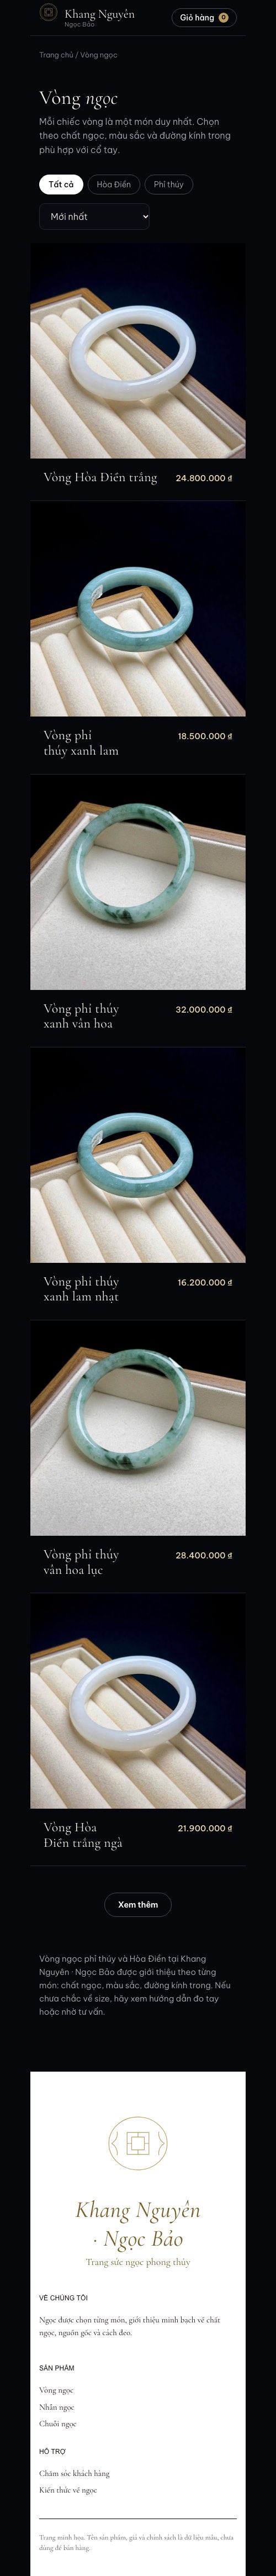 Khang Nguyên
Ngọc Bảo
Giỏ hàng 0
Trang chủ / Vòng ngọc
Vòng ngọc
Mỗi chiếc vòng là một món duy nhất. Chọn
theo chất ngọc, màu sắc và đường kính trong
phù hợp với cổ tay.
Tất cả
Hòa Điền
Phỉ thúy
Mới nhất
Vòng Hòa Điền trắng
24.800.000 ₫
Vòng phỉ
thúy xanh lam
18.500.000 ₫
Vòng phỉ thúy
xanh vân hoa
32.000.000 ₫
Vòng phỉ thúy
xanh lam nhạt
16.200.000 ₫
Vòng phỉ thúy
vân hoa lục
28.400.000 ₫
Vòng Hòa
Điền trắng ngà
21.900.000 ₫
Xem thêm
Vòng ngọc phỉ thúy và Hòa Điền tại Khang
Nguyên · Ngọc Bảo được giới thiệu theo từng
món: chất ngọc, màu sắc, đường kính trong. Nếu
chưa chắc về size, hãy xem hướng dẫn đo tay
hoặc nhờ tư vấn.
Khang Nguyên
· Ngọc Bảo
Trang sức ngọc phong thủy
VỀ CHÚNG TÔI
Ngọc được chọn từng món, giới thiệu minh bạch về chất
ngọc, nguồn gốc và cách đeo.
SẢN PHẨM
Vòng ngọc
Nhẫn ngọc
Chuỗi ngọc
HỖ TRỢ
Chăm sóc khách hàng
Kiến thức về ngọc
Trang minh họa. Tên sản phẩm, giá và chính sách là dữ liệu mẫu, chưa
dùng để bán hàng.